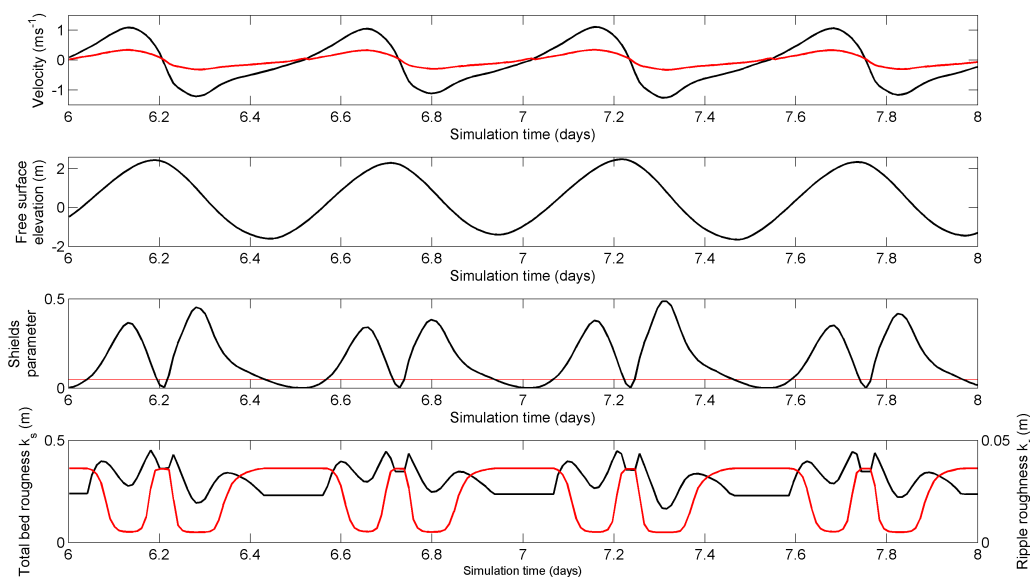 Velocity (ms-1)
1
0
-1
6 6.2 6.4 6.6 6.8 7 7.2 7.4 7.6 7.8 8
Simulation time (days)
Free surface
elevation (m)
2
0
-2
6 6.2 6.4 6.6 6.8 7 7.2 7.4 7.6 7.8 8
Simulation time (days)
Shields
parameter
0.5
0
6 6.2 6.4 6.6 6.8 7 7.2 7.4 7.6 7.8 8
Simulation time (days)
Total bed rougness ks (m)
0.5
0
0.05
0
Ripple roughness k (m)
6 6.2 6.4 6.6 6.8 7 7.2 7.4 7.6 7.8 8
Simulation time (days)